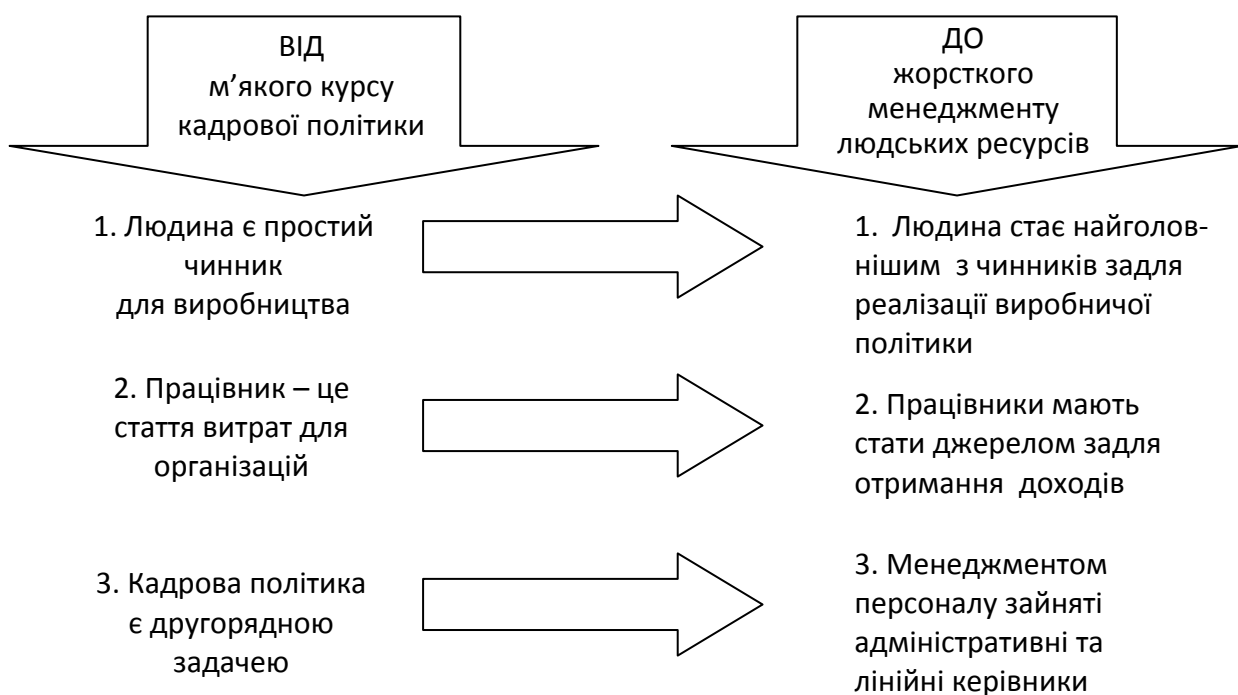 ВІД
м’якого курсу
кадрової політики
ДО
жорсткого
менеджменту
людських ресурсів
1. Людина є простий
чинник
для виробництва
1. Людина стає найголов-
нішим з чинників задля
реалізації виробничої
політики
2. Працівник – це
стаття витрат для
організацій
2. Працівники мають
стати джерелом задля
отримання доходів
3. Кадрова політика
є другорядною
задачею
3. Менеджментом
персоналу зайняті
адміністративні та
лінійні керівники